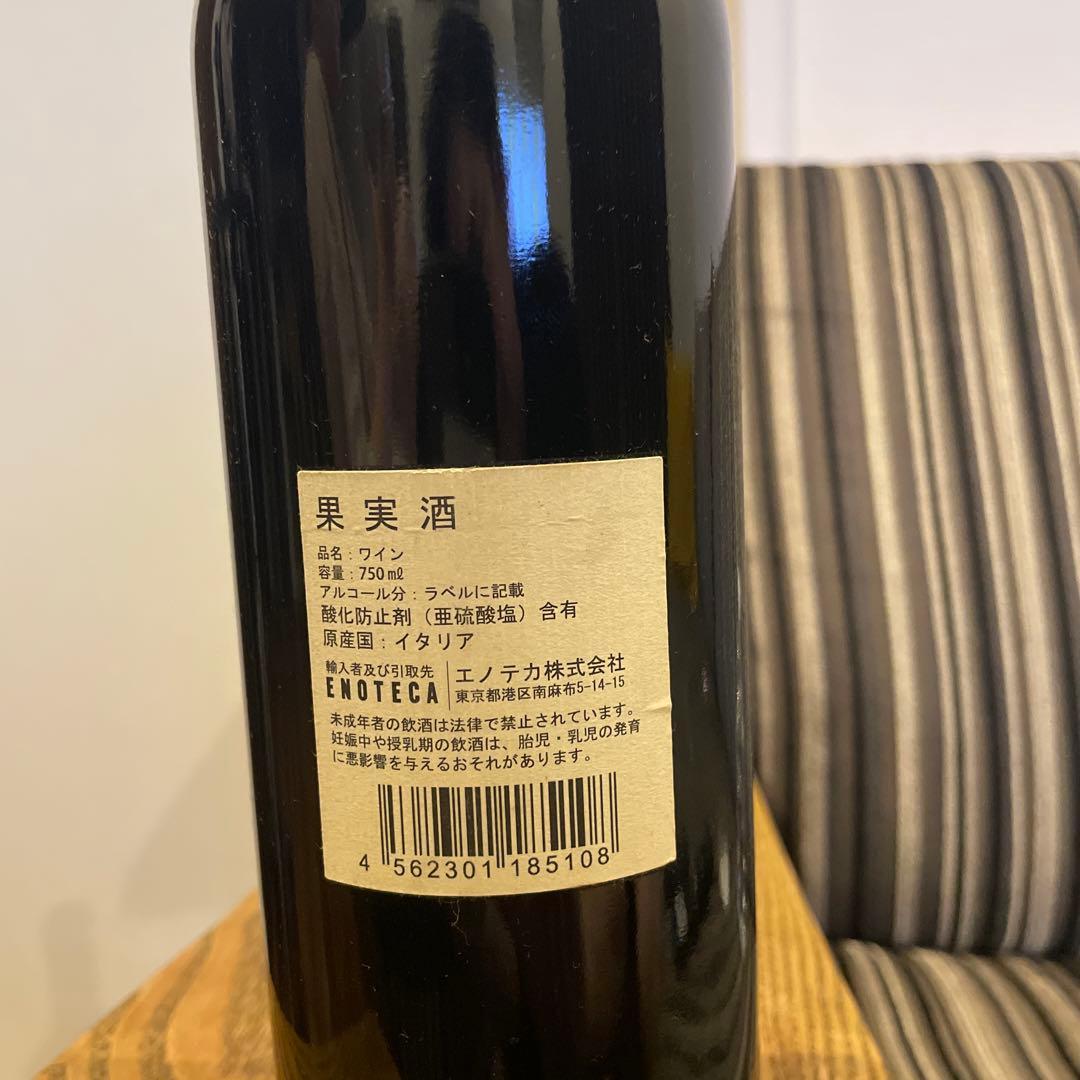 果実酒
品名：ワイン
容量：750㎖
アルコール分：ラベルに記載
酸化防止剤（亜硫酸塩）含有
原産国：イタリア
輸入者及び引取先
ENOTECA
エノテカ株式会社
東京都港区南麻布5-14-15
未成年者の飲酒は法律で禁止されています。
妊娠中や授乳期の飲酒は、胎児・乳児の発育
に悪影響を与えるおそれがあります。
4 562301 185108